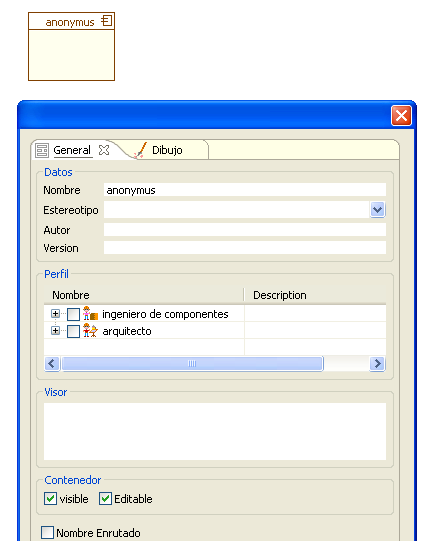 anonymus
General Dibujo
Datos
Nombre anonymus
Estereotipo
Autor
Version
Perfil
Nombre Description
ingeniero de componentes
arquitecto
Visor
Contenedor
visible Editable
Nombre Enrutado